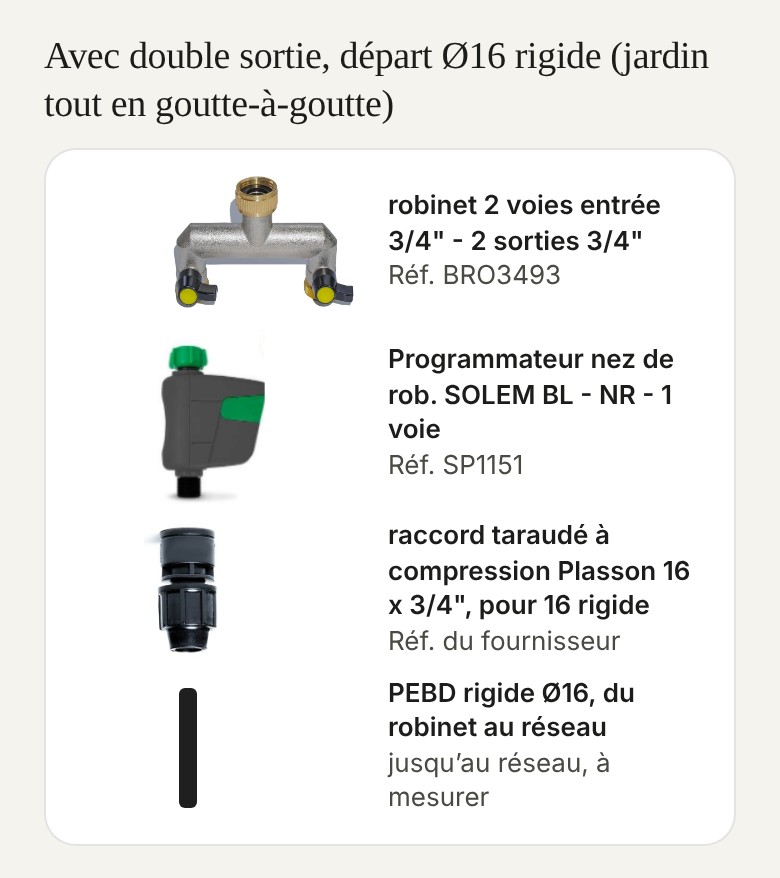 Avec double sortie, départ Ø16 rigide (jardin
tout en goutte-à-goutte)
robinet 2 voies entrée
3/4" - 2 sorties 3/4"
Réf. BRO3493
Programmateur nez de
rob. SOLEM BL - NR - 1
voie
Réf. SP1151
raccord taraudé à
compression Plasson 16
x 3/4", pour 16 rigide
Réf. du fournisseur
PEBD rigide Ø16, du
robinet au réseau
jusqu’au réseau, à
mesurer